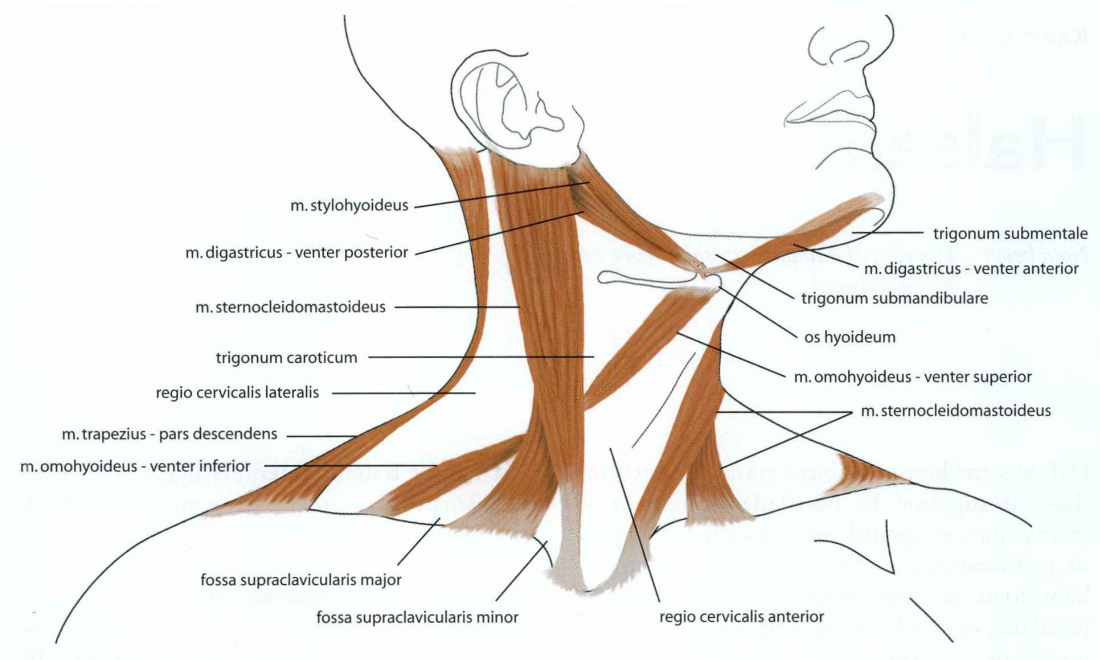 m. stylohyoideus
m. digastricus - venter posterior
m. sternocleidomastoideus
trigonum caroticum
regio cervicalis lateralis
m. trapezius - pars descendens
m. omohyoideus - venter inferior
fossa supraclavicularis major
fossa supraclavicularis minor
regio cervicalis anterior
trigonum submentale
m. digastricus - venter anterior
trigonum submandibulare
os hyoideum
m. omohyoideus - venter superior
m. sternocleidomastoideus